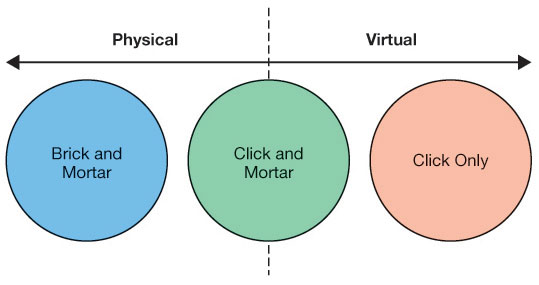 Physical
Virtual
Brick and
Mortar
Click and
Mortar
Click Only